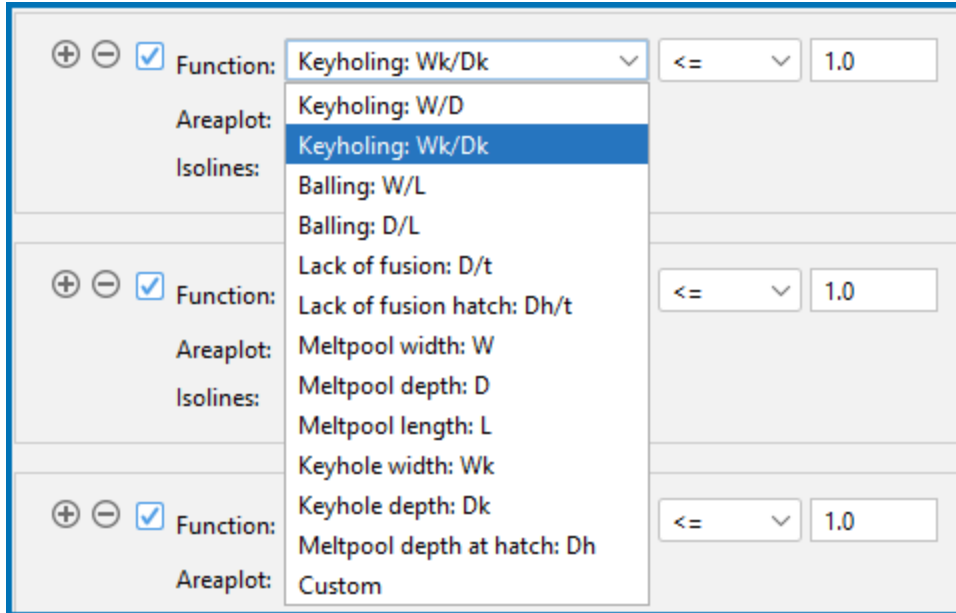 Function: Keyholing: Wk/Dk <= 1.0
Keyholing: W/D
Areaplot:
Keyholing: Wk/Dk
Isolines:
Balling: W/L
Balling: D/L
Lack of fusion: D/t
Function: <= 1.0
Lack of fusion hatch: Dh/t
Areaplot:
Meltpool width: W
Meltpool depth: D
Isolines:
Meltpool length: L
Keyhole width: Wk
Keyhole depth: Dk
Function: <= 1.0
Meltpool depth at hatch: Dh
Areaplot:
Custom